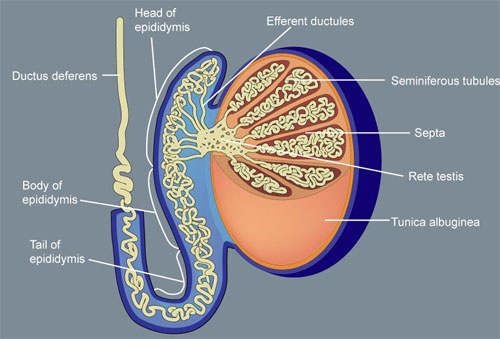 Head of
epididymis
Efferent ductules
Ductus deferens
Seminiferous tubules
Septa
Rete testis
Body of
epididymis
Tunica albuginea
Tail of
epididymis